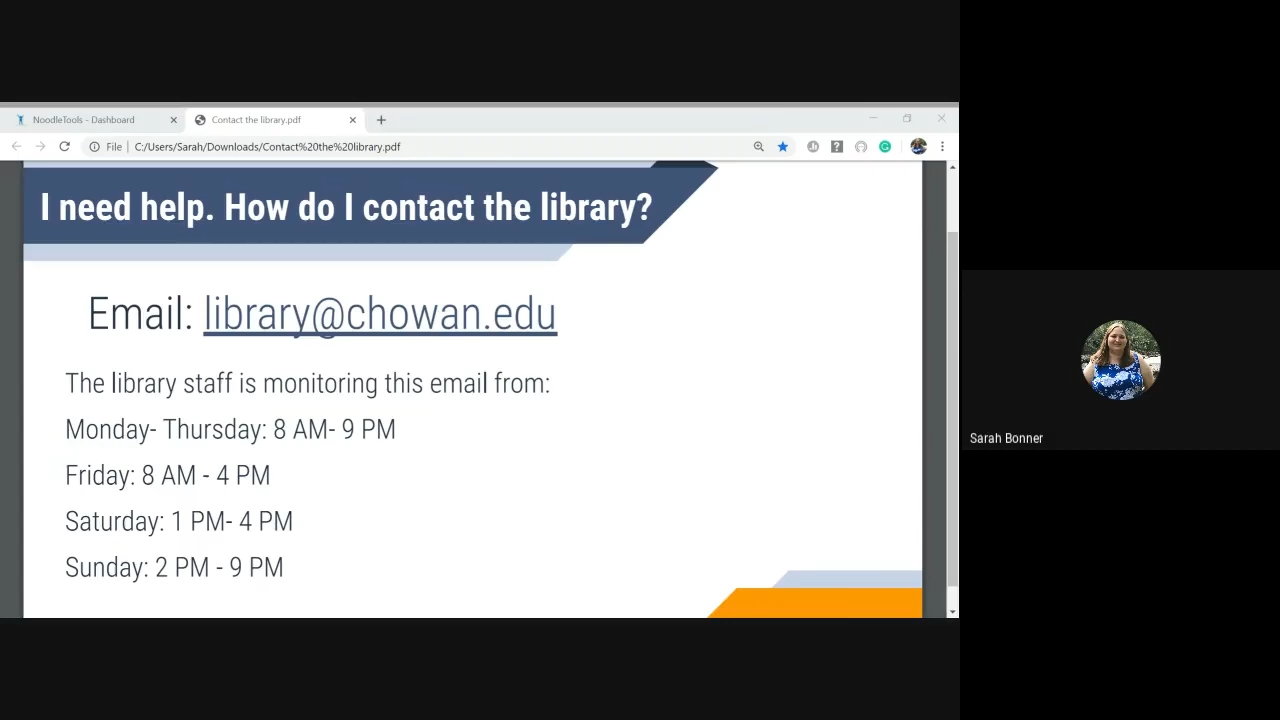 NoodleTools - Dashboard
Contact the library.pdf
File
C:/Users/Sarah/Downloads/Contact%20the%20library.pdf
I need help. How do I contact the library?
Email: library@chowan.edu
The library staff is monitoring this email from:
Monday- Thursday: 8 AM- 9 PM
Friday: 8 AM - 4 PM
Saturday: 1 PM- 4 PM
Sunday: 2 PM - 9 PM
Sarah Bonner